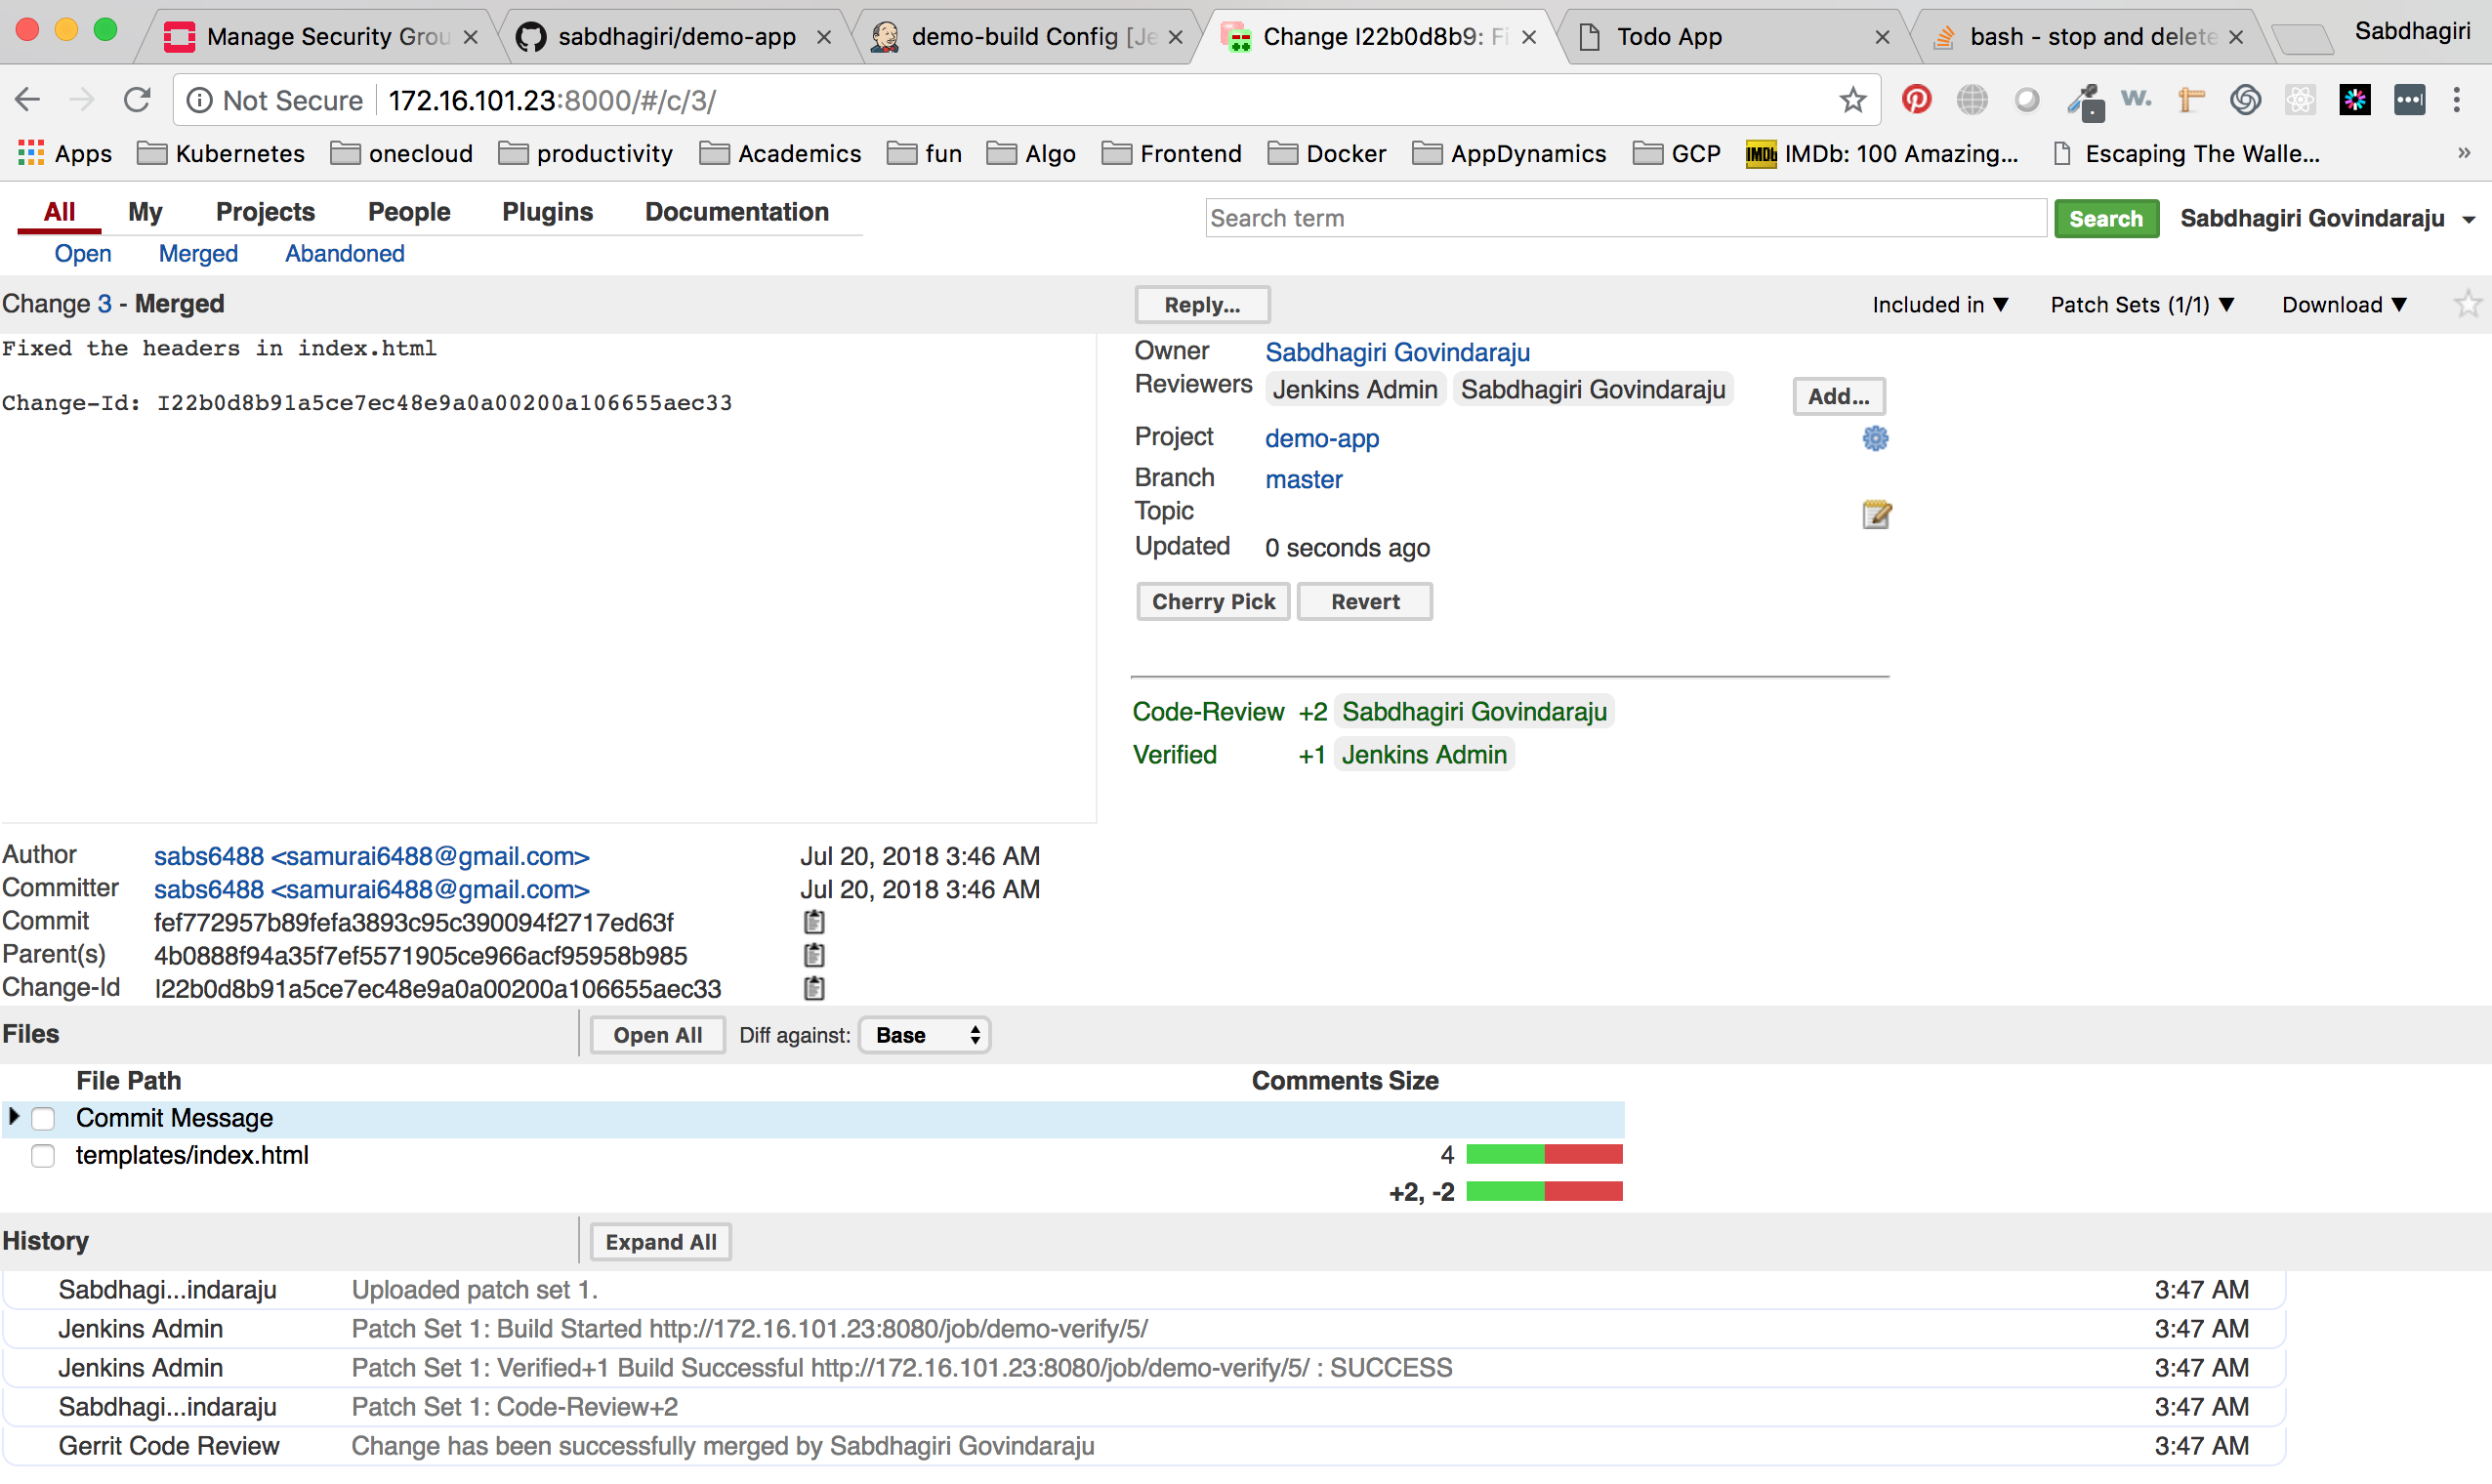 Manage Security Grou
sabdhagiri/demo-app
demo-build Config [Je
Change I22b0d8b9: Fi
Todo App
bash - stop and delete
Sabdhagiri
Not Secure
172.16.101.23:8000/#/c/3/
w.
Apps
Kubernetes
onecloud
productivity
Academics
fun
Algo
Frontend
Docker
AppDynamics
GCP
IMDb
IMDb: 100 Amazing...
Escaping The Walle...
»
All My Projects People Plugins Documentation
Search term
Search
Sabdhagiri Govindaraju
Open Merged Abandoned
Change 3 - Merged
Reply...
Included in ▼ Patch Sets (1/1) ▼ Download ▼
Fixed the headers in index.html
Change-Id: I22b0d8b91a5ce7ec48e9a0a00200a106655aec33
Owner Sabdhagiri Govindaraju
Reviewers Jenkins Admin Sabdhagiri Govindaraju Add...
Project demo-app
Branch master
Topic
Updated 0 seconds ago
Cherry Pick Revert
Code-Review +2 Sabdhagiri Govindaraju
Verified +1 Jenkins Admin
Author sabs6488 <samurai6488@gmail.com> Jul 20, 2018 3:46 AM
Committer sabs6488 <samurai6488@gmail.com> Jul 20, 2018 3:46 AM
Commit fef772957b89fefa3893c95c390094f2717ed63f
Parent(s) 4b0888f94a35f7ef5571905ce966acf95958b985
Change-Id I22b0d8b91a5ce7ec48e9a0a00200a106655aec33
Files Open All Diff against: Base
File Path Comments Size
Commit Message
templates/index.html 4
+2, -2
History Expand All
Sabdhagi...indaraju Uploaded patch set 1. 3:47 AM
Jenkins Admin Patch Set 1: Build Started http://172.16.101.23:8080/job/demo-verify/5/ 3:47 AM
Jenkins Admin Patch Set 1: Verified+1 Build Successful http://172.16.101.23:8080/job/demo-verify/5/ : SUCCESS 3:47 AM
Sabdhagi...indaraju Patch Set 1: Code-Review+2 3:47 AM
Gerrit Code Review Change has been successfully merged by Sabdhagiri Govindaraju 3:47 AM